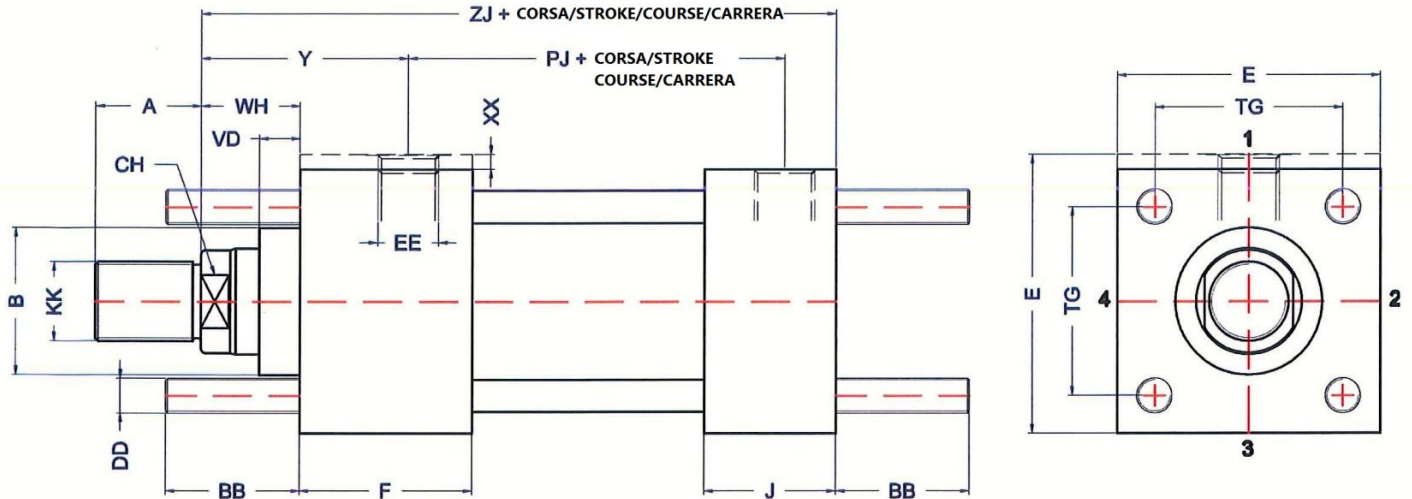 ZJ + CORSA/STROKE/COURSE/CARRERA
Y
PJ + CORSA/STROKE
COURSE/CARRERA
E
A
WH
XX
TG
VD
1
CH
EE
B
KK
E
TG
4
2
DD
3
BB
F
J
BB